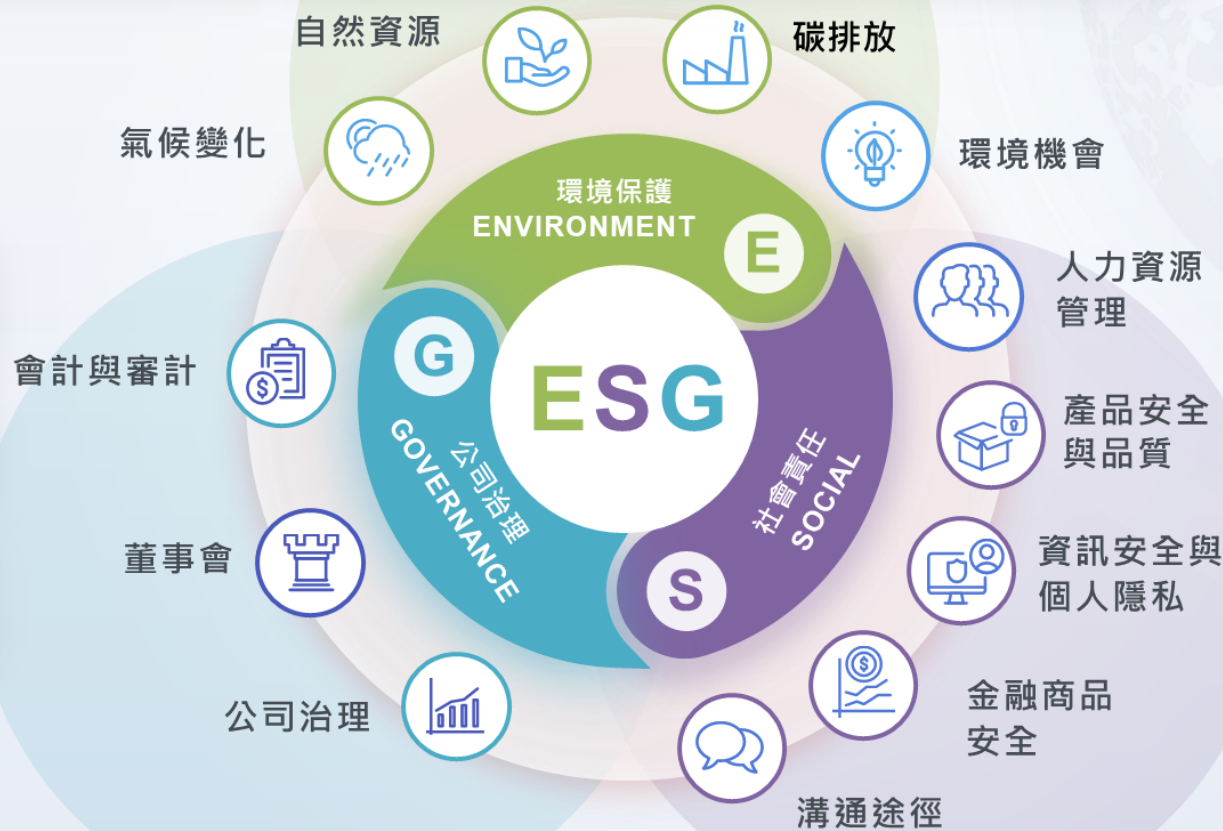 自然資源
碳排放
氣候變化
環境機會
環境保護
ENVIRONMENT
E
人力資源
管理
G
ESG
會計與審計
產品安全
與品質
公司治理
GOVERNANCE
社會責任
SOCIAL
資訊安全與
個人隱私
董事會
S
金融商品
安全
公司治理
溝通途徑
$
$